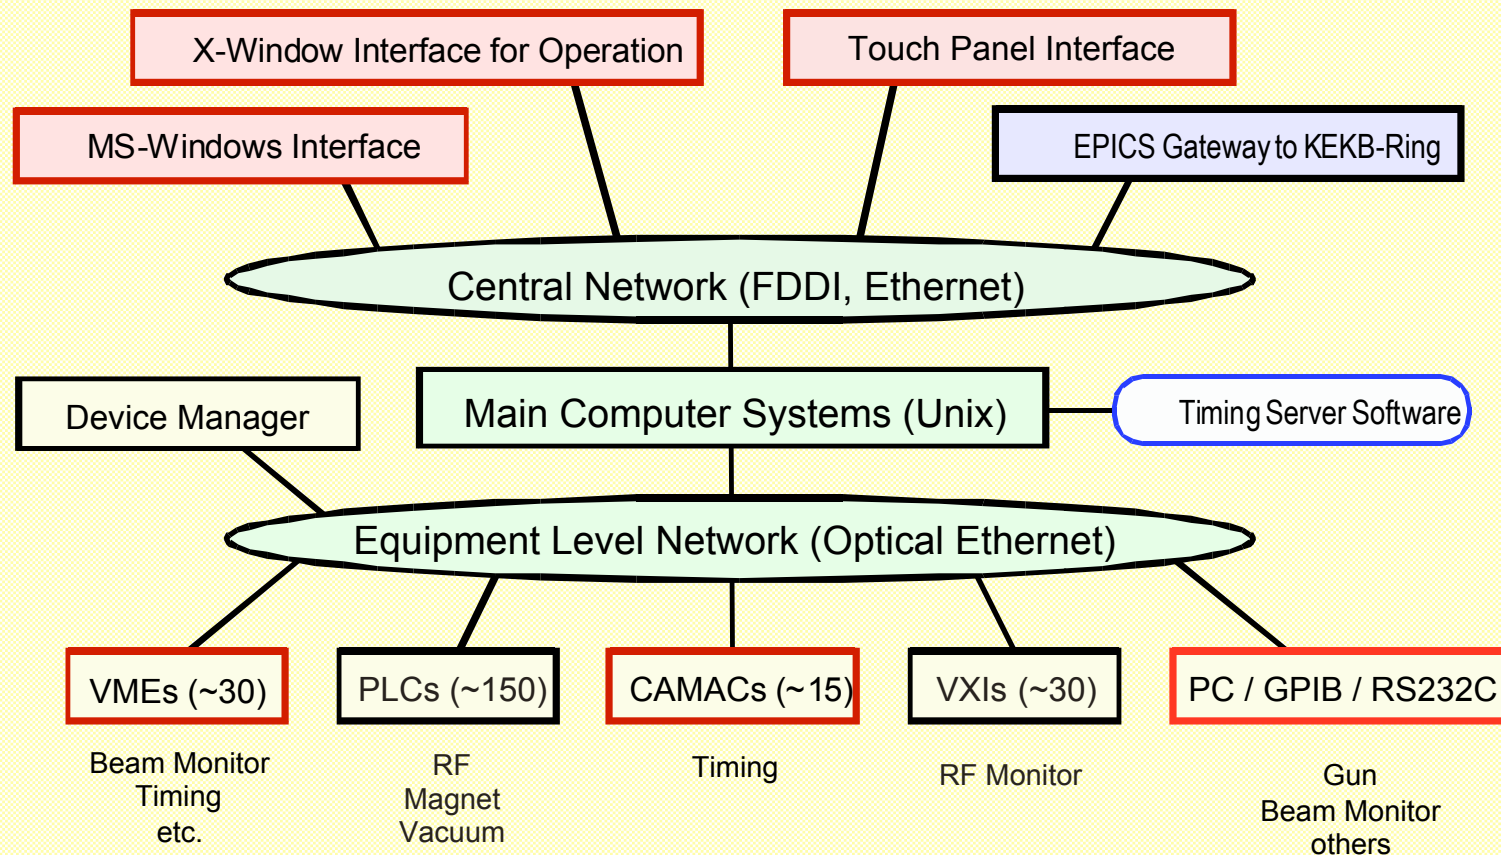 X-Window Interface for Operation
Touch Panel Interface
MS-Windows Interface
EPICS Gateway to KEKB-Ring
Central Network (FDDI, Ethernet)
Device Manager
Main Computer Systems (Unix)
Timing Server Software
Equipment Level Network (Optical Ethernet)
VMEs (~30)
PLCs (~150)
CAMACs (~15)
VXIs (~30)
PC / GPIB / RS232C
Beam Monitor
Timing
etc.
RF
Magnet
Vacuum
Timing
RF Monitor
Gun
Beam Monitor
others